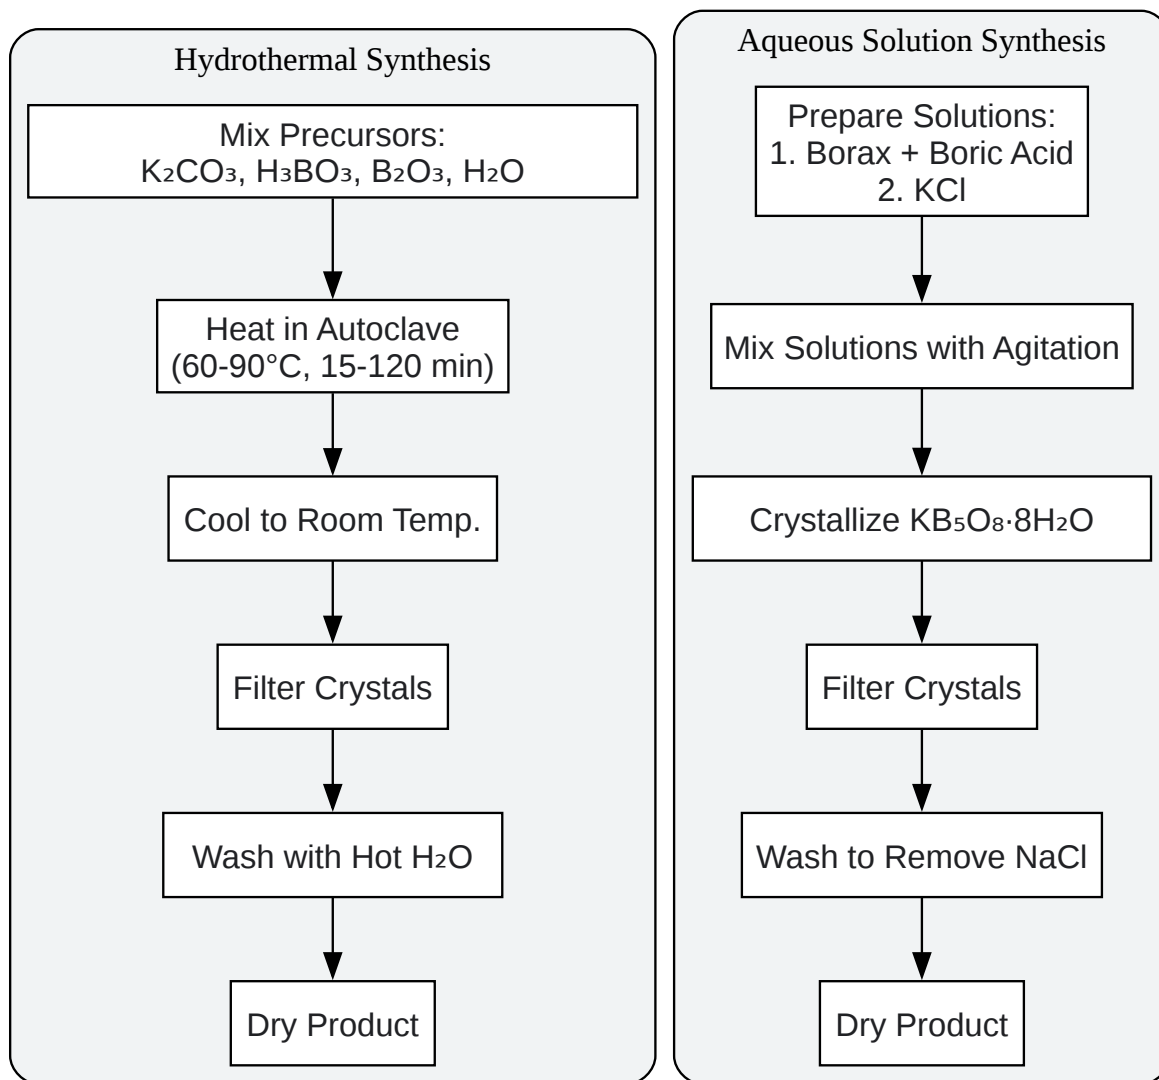 Hydrothermal Synthesis
Mix Precursors:
K₂CO₃, H₃BO₃, B₂O₃, H₂O
Heat in Autoclave
(60-90°C, 15-120 min)
Cool to Room Temp.
Filter Crystals
Wash with Hot H₂O
Dry Product
Aqueous Solution Synthesis
Prepare Solutions:
1. Borax + Boric Acid
2. KCl
Mix Solutions with Agitation
Crystallize KB₅O₈·8H₂O
Filter Crystals
Wash to Remove NaCl
Dry Product